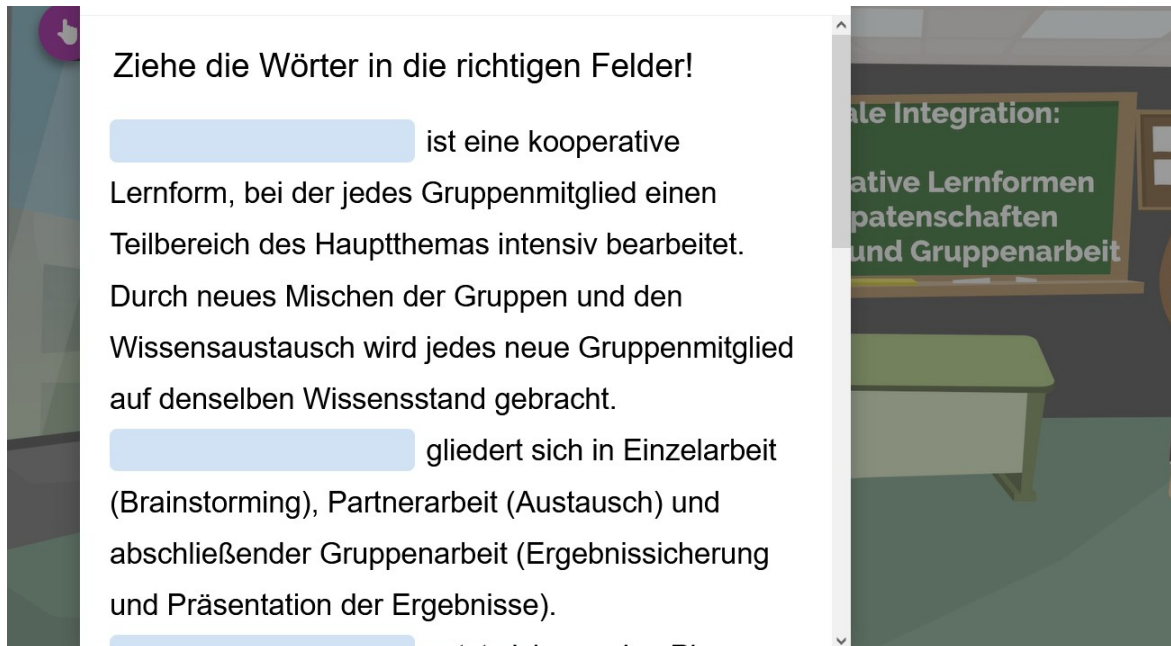 Ziehe die Wörter in die richtigen Felder!
ist eine kooperative
Lernform, bei der jedes Gruppenmitglied einen
Teilbereich des Hauptthemas intensiv bearbeitet.
Durch neues Mischen der Gruppen und den
Wissensaustausch wird jedes neue Gruppenmitglied
auf denselben Wissensstand gebracht.
gliedert sich in Einzelarbeit
(Brainstorming), Partnerarbeit (Austausch) und
abschließender Gruppenarbeit (Ergebnissicherung
und Präsentation der Ergebnisse).
ale Integration:
ative Lernformen
patenschaften
und Gruppenarbeit